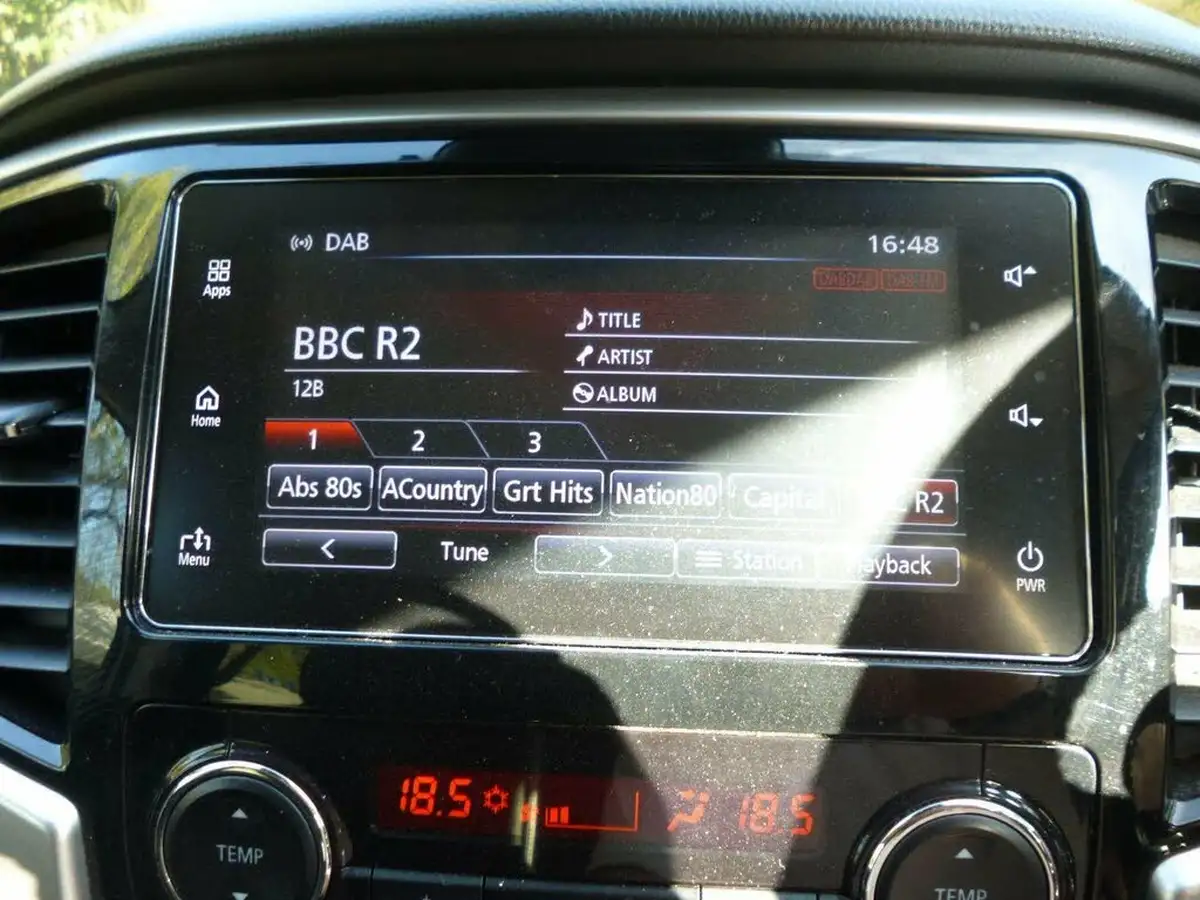 DAB 16:48
Apps
BBC R2
TITLE
ARTIST
12B
ALBUM
Home
1 2 3
Abs 80s ACountry Grt Hits Nation80 Capital R2
Menu
< Tune > Station Playback
PWR
18.5 18.5
TEMP
TEMP